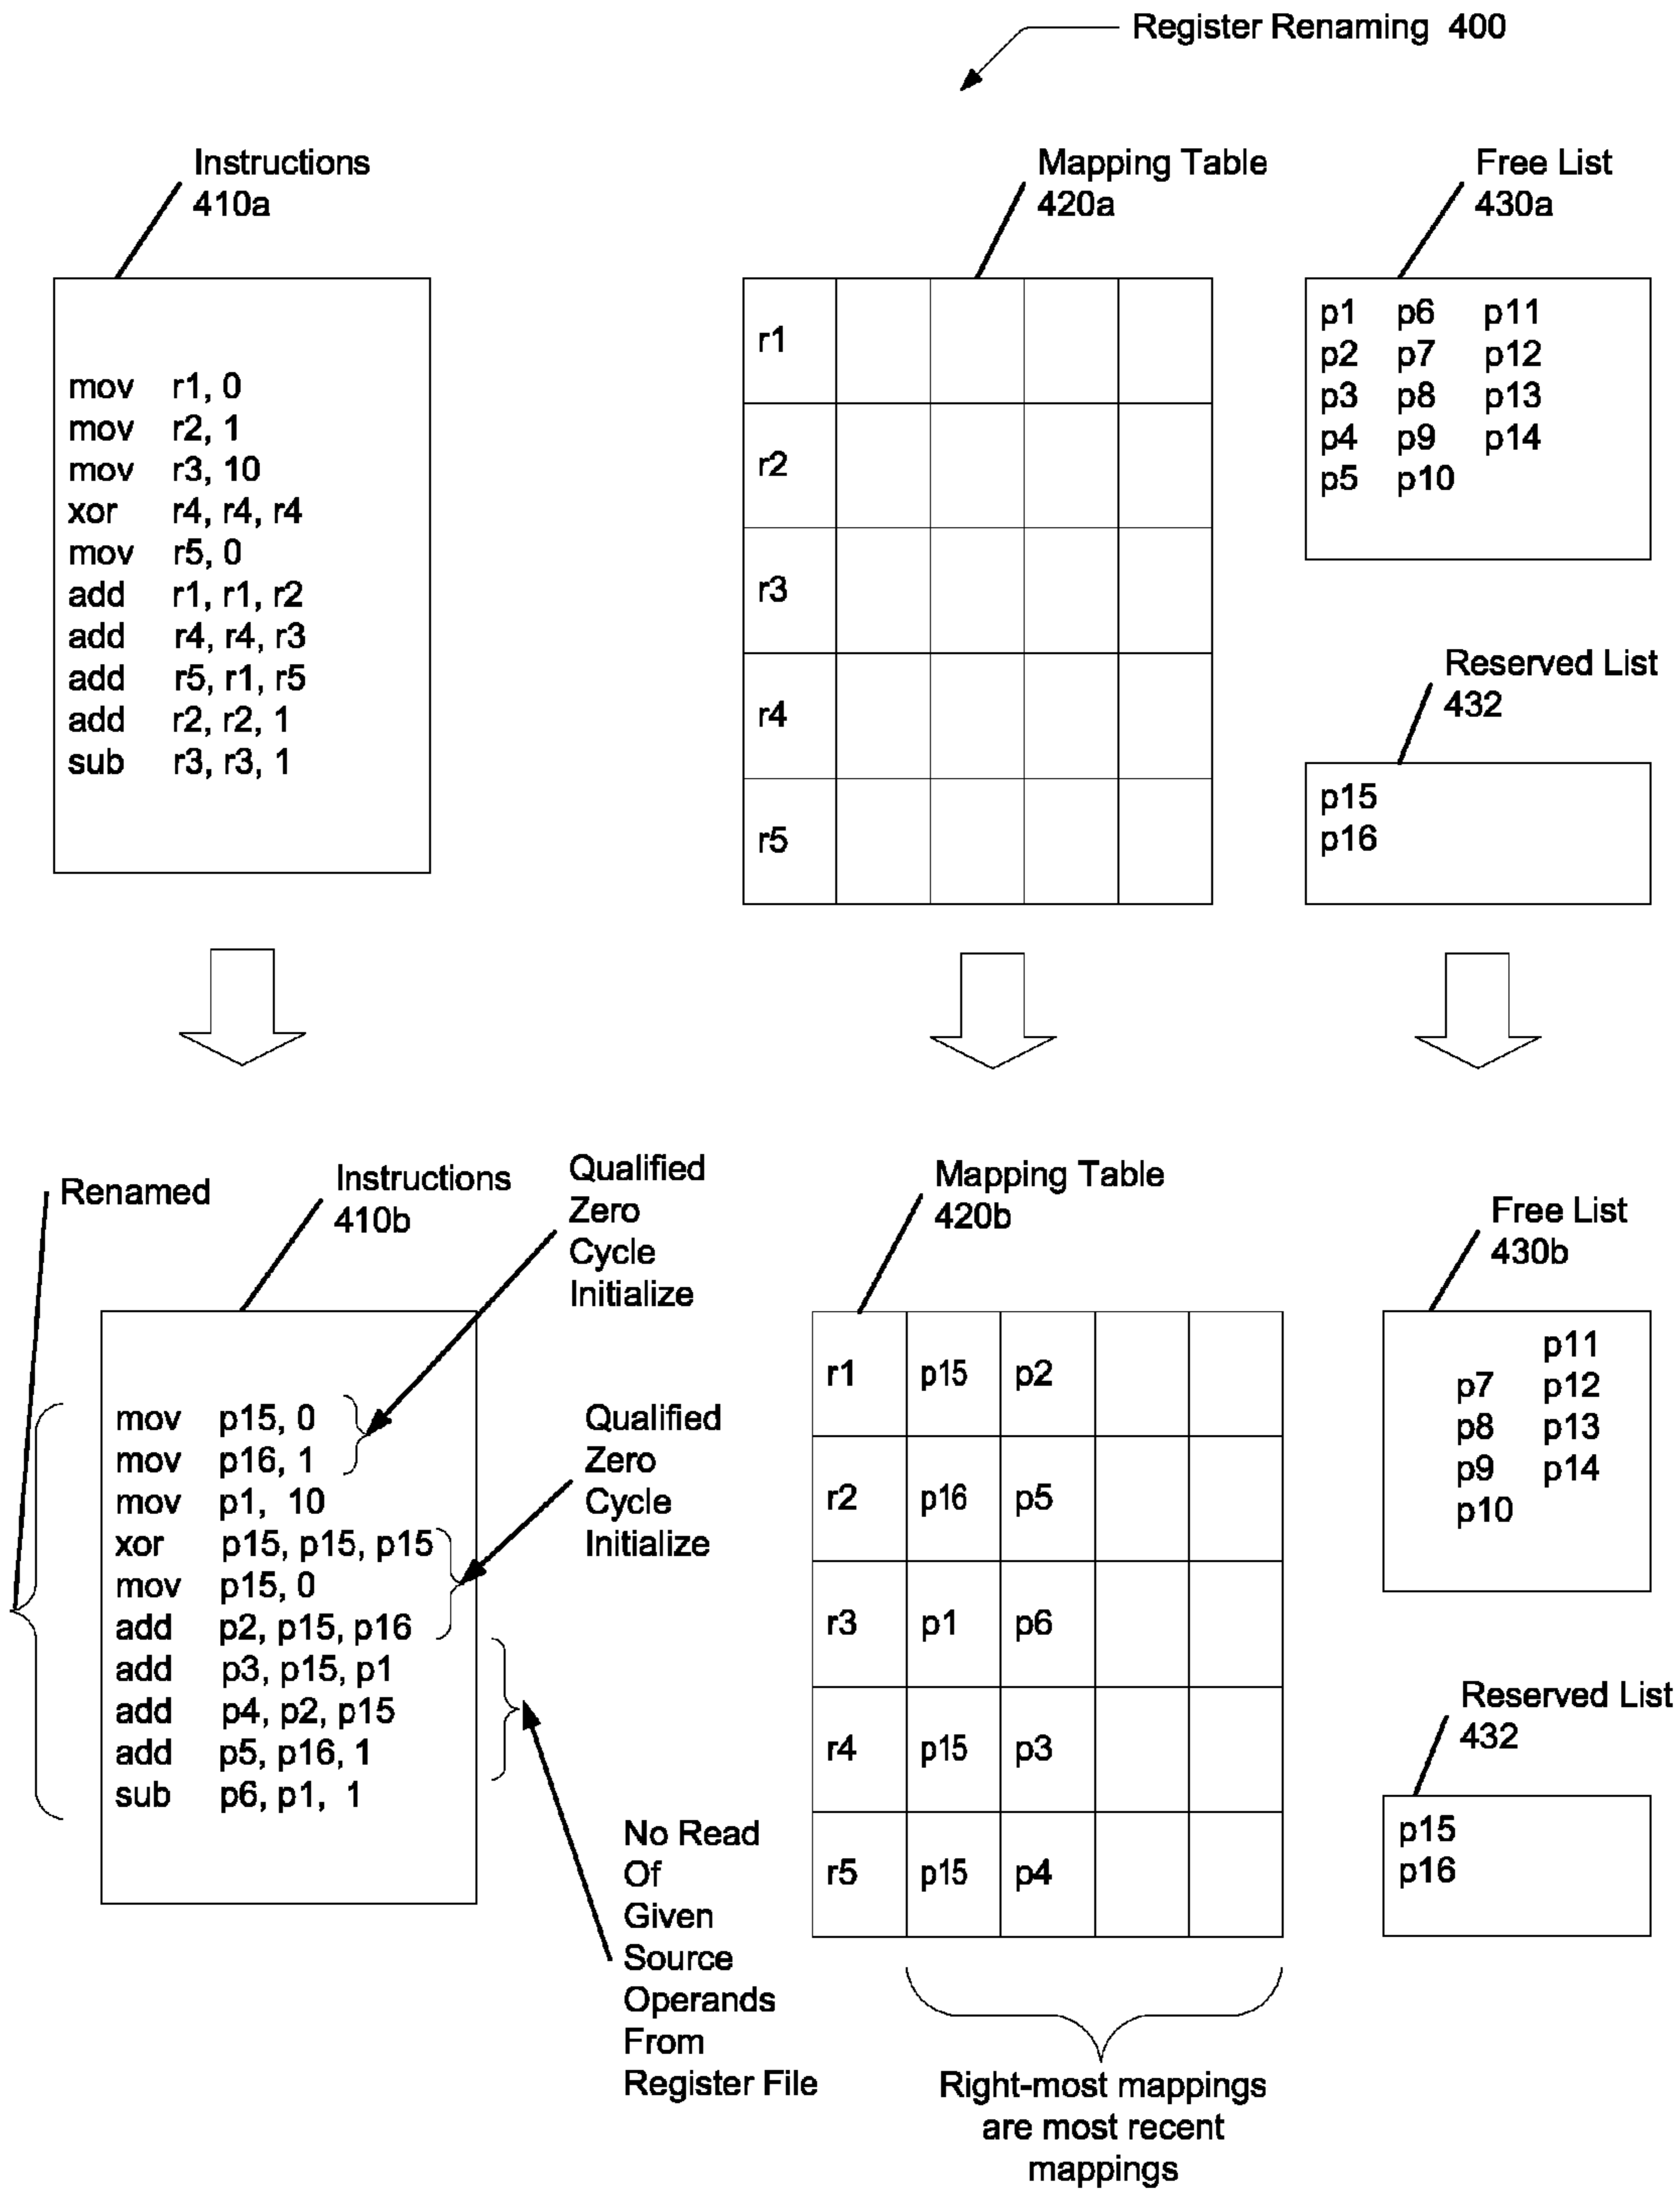 Register Renaming 400
Instructions
410a
Mapping Table
420a
Free List
430a
mov r1, 0
mov r2, 1
mov r3, 10
xor r4, r4, r4
mov r5, 0
add r1, r1, r2
add r4, r4, r3
add r5, r1, r5
add r2, r2, 1
sub r3, r3, 1
r1
r2
r3
r4
r5
p1 p6 p11
p2 p7 p12
p3 p8 p13
p4 p9 p14
p5 p10
Reserved List
432
p15
p16
Renamed
Instructions
410b
Qualified
Zero
Cycle
Initialize
Qualified
Zero
Cycle
Initialize
mov p15, 0
mov p16, 1
mov p1, 10
xor p15, p15, p15
mov p15, 0
add p2, p15, p16
add p3, p15, p1
add p4, p2, p15
add p5, p16, 1
sub p6, p1, 1
No Read
Of
Given
Source
Operands
From
Register File
Mapping Table
420b
r1 p15 p2
r2 p16 p5
r3 p1 p6
r4 p15 p3
r5 p15 p4
Right-most mappings
are most recent
mappings
Free List
430b
p11
p7 p12
p8 p13
p9 p14
p10
Reserved List
432
p15
p16